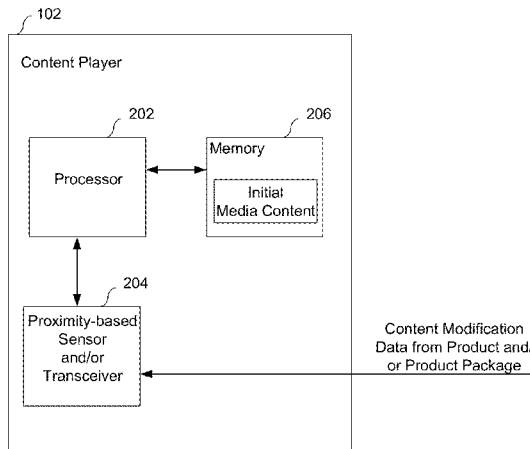 102
Content Player
202
206
Processor
Memory
Initial
Media Content
204
Proximity-based
Sensor
and/or
Transceiver
Content Modification
Data from Product and/
or Product Package